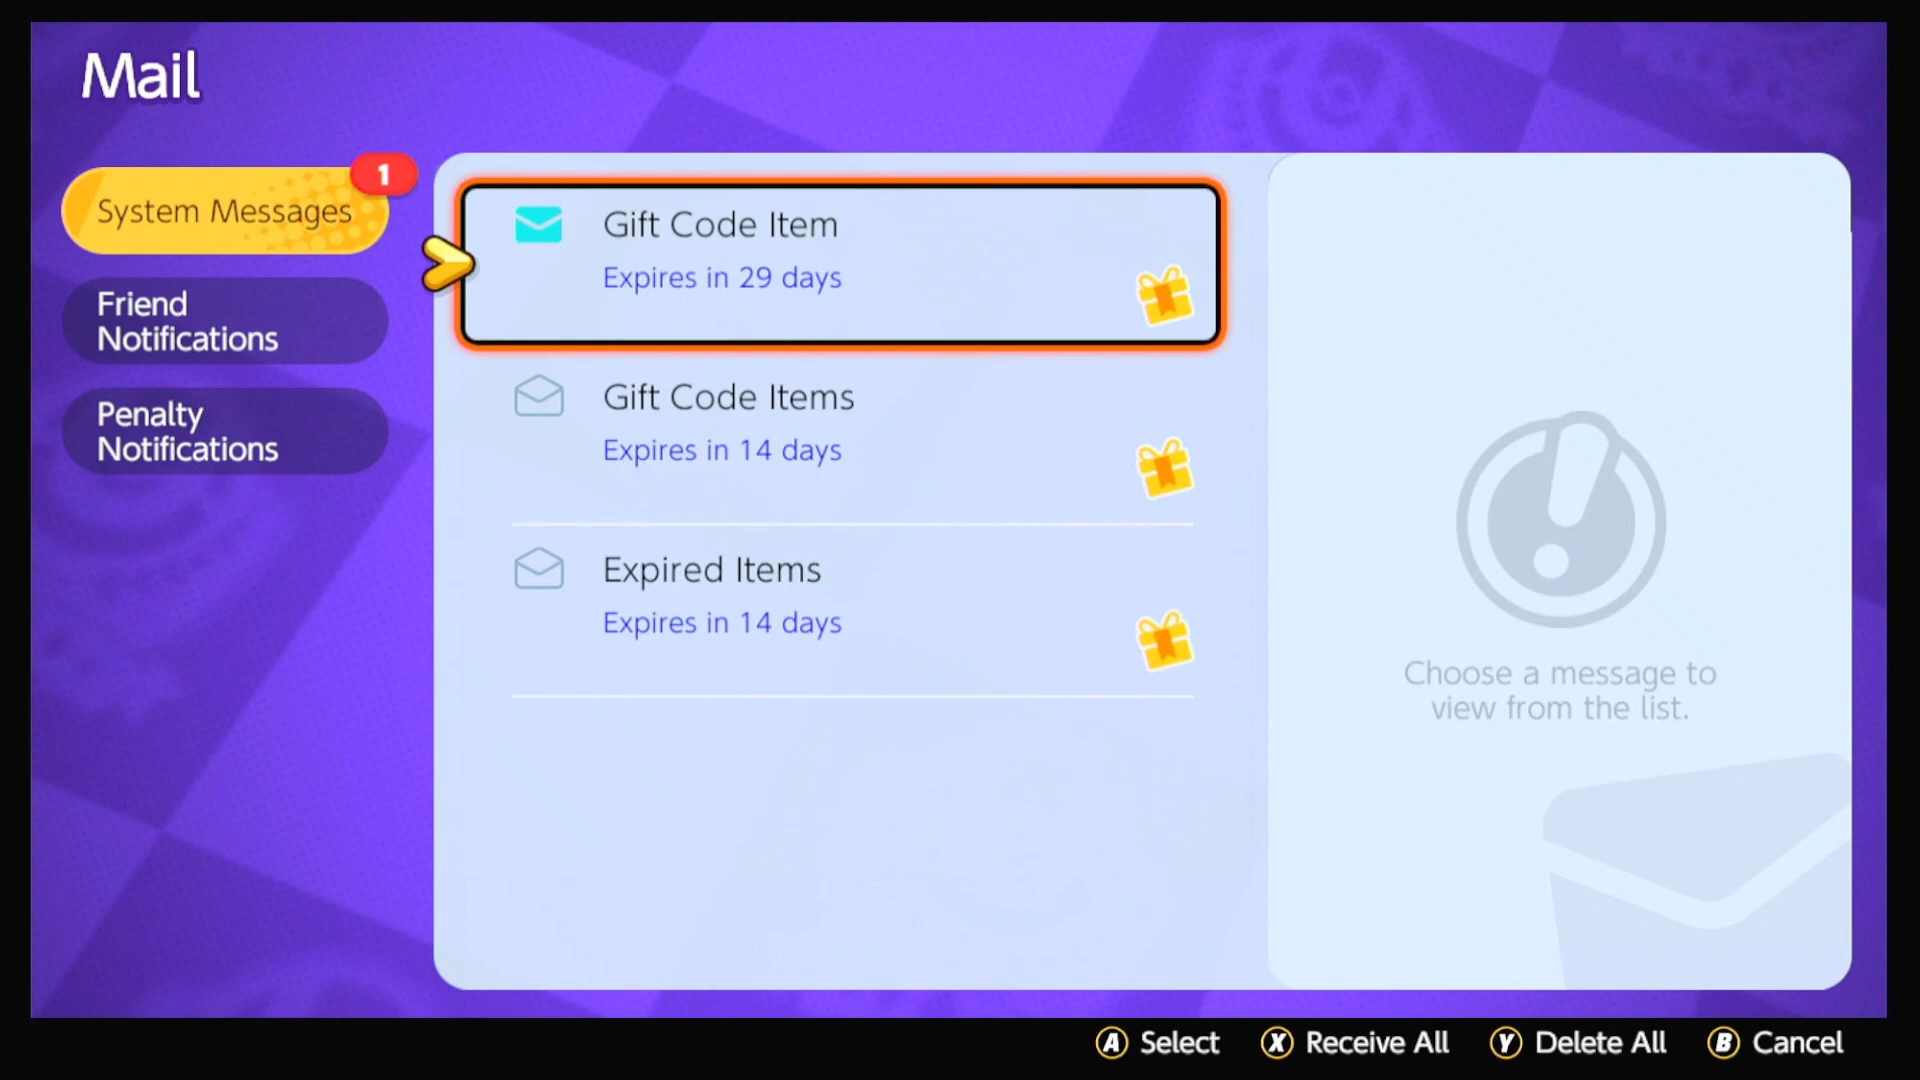 Mail
1
System Messages
Friend
Notifications
Penalty
Notifications
Gift Code Item
Expires in 29 days
Gift Code Items
Expires in 14 days
Expired Items
Expires in 14 days
Choose a message to
view from the list.
A Select X Receive All Y Delete All B Cancel